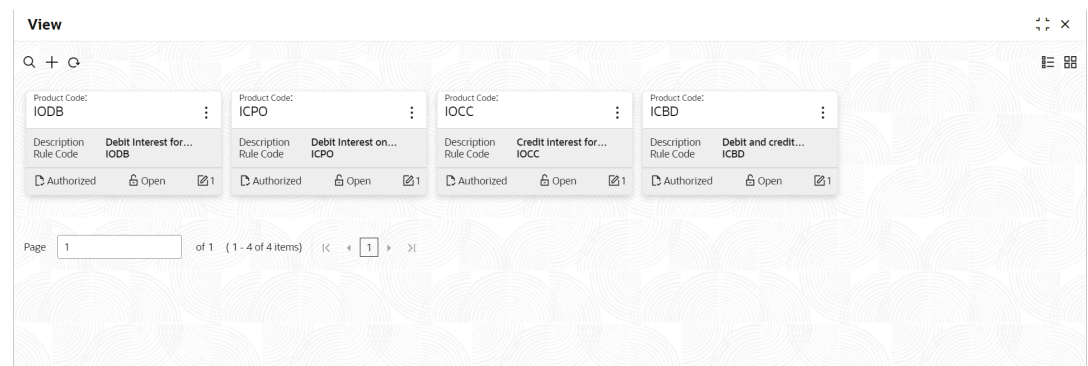 View
Product Code:
IODB
Description Debit Interest for...
Rule Code IODB
Authorized Open 1
Product Code:
ICPO
Description Debit Interest on...
Rule Code ICPO
Authorized Open 1
Product Code:
IOCC
Description Credit interest for...
Rule Code IOCC
Authorized Open 1
Product Code:
ICBD
Description Debit and credit...
Rule Code ICBD
Authorized Open 1
Page 1 of 1 (1 - 4 of 4 items) 1